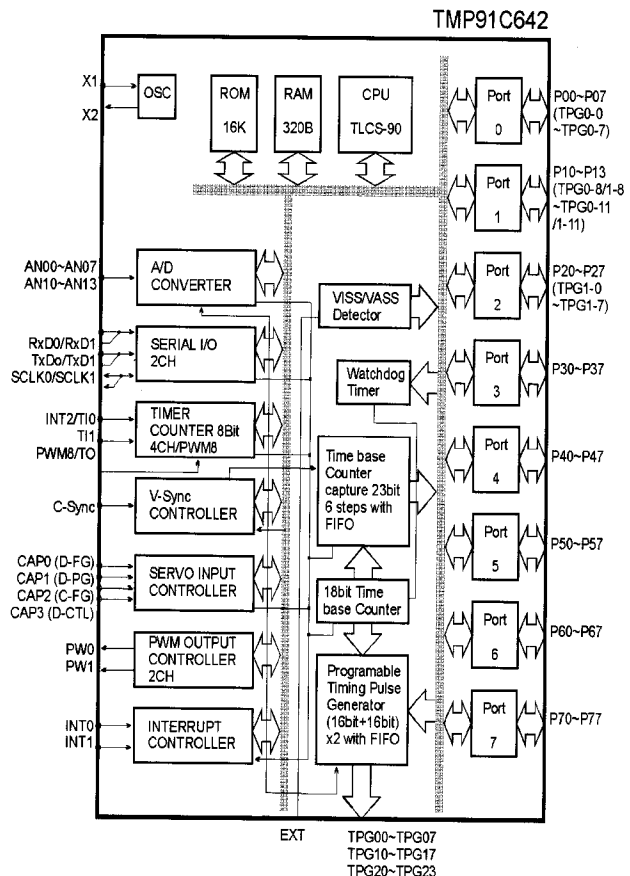 TMP91C642
X1
X2
OSC
ROM
16K
RAM
320B
CPU
TLCS-90
Port
0
P00~P07
(TPG0-0
~TPG0-7)
Port
1
P10~P13
(TPG0-8/1-8
~TPG0-11
/1-11)
AN00~AN07
AN10~AN13
A/D
CONVERTER
VISS/VASS
Detector
Port
2
P20~P27
(TPG1-0
~TPG1-7)
RxD0/RxD1
TxDo/TxD1
SCLK0/SCLK1
SERIAL I/O
2CH
Watchdog
Timer
Port
3
P30~P37
INT2/TI0
TI1
PWM8/TO
TIMER
COUNTER 8Bit
4CH/PWM8
Time base
Counter
capture 23bit
6 steps with
FIFO
Port
4
P40~P47
C-Sync
V-Sync
CONTROLLER
Port
5
P50~P57
CAP0 (D-FG)
CAP1 (D-PG)
CAP2 (C-FG)
CAP3 (D-CTL)
SERVO INPUT
CONTROLLER
18bit Time
base Counter
Port
6
P60~P67
PW0
PW1
PWM OUTPUT
CONTROLLER
2CH
Programable
Timing Pulse
Generator
(16bit+16bit)
x2 with FIFO
Port
7
P70~P77
INT0
INT1
INTERRUPT
CONTROLLER
EXT
TPG00~TPG07
TPG10~TPG17
TPG20~TPG23